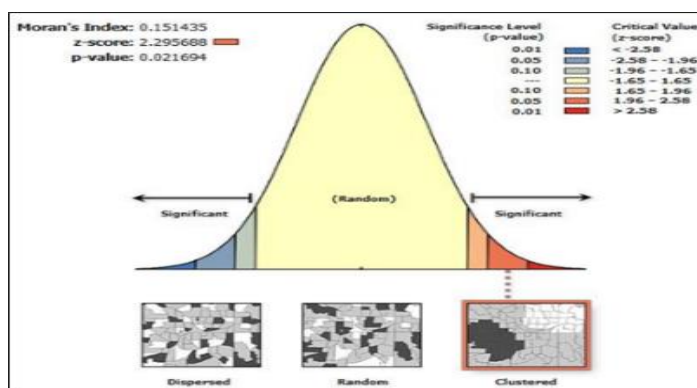 Moran's Index: 0.151435
z-score: 2.295688
p-value: 0.021694
Significance Level
(p-value)
0.01
0.05
0.10
---
0.10
0.05
0.01
Critical Value
(z-score)
< -2.58
-2.58 - -1.96
-1.96 - -1.65
-1.65 - 1.65
1.65 - 1.96
1.96 - 2.58
> 2.58
Significant
(Random)
Significant
Dispersed
Random
Clustered